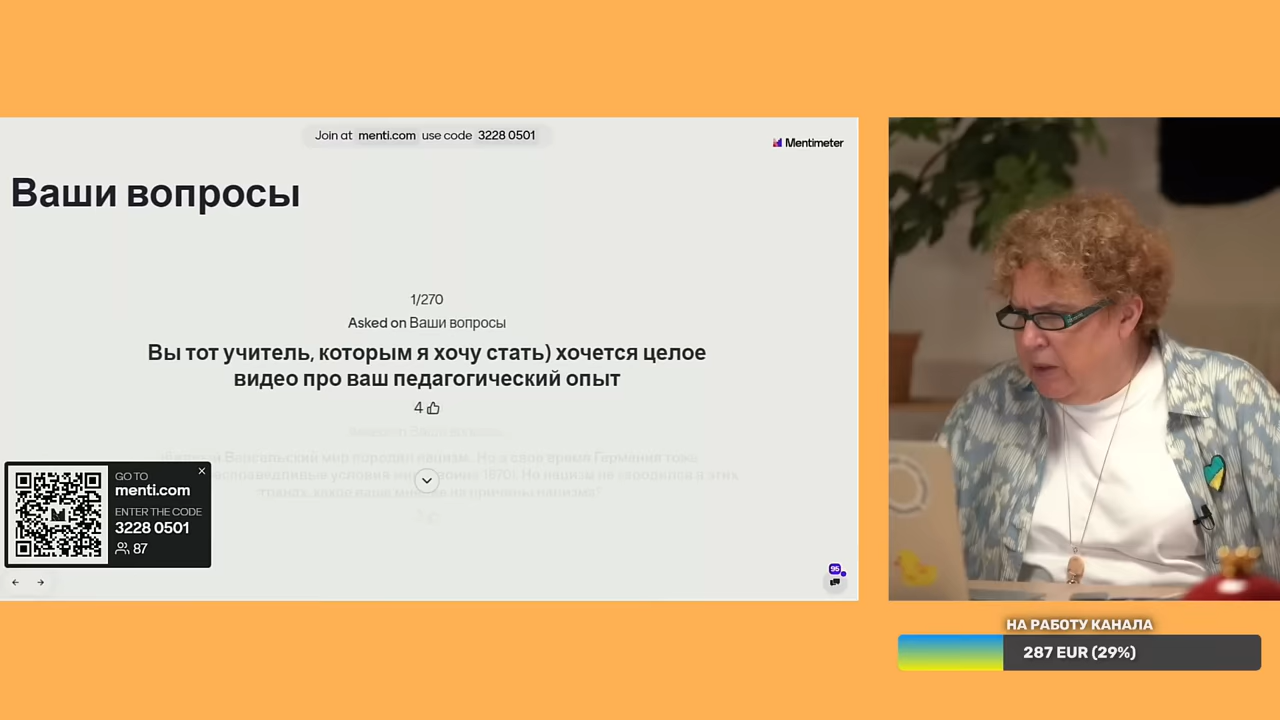 Join at menti.com use code 3228 0501
Mentimeter
Ваши вопросы
1/270
Asked on Ваши вопросы
Вы тот учитель, которым я хочу стать) хочется целое
видео про ваш педагогический опыт
4
GO TO
menti.com
ENTER THE CODE
3228 0501
87
95
НА РАБОТУ КАНАЛА
287 EUR (29%)